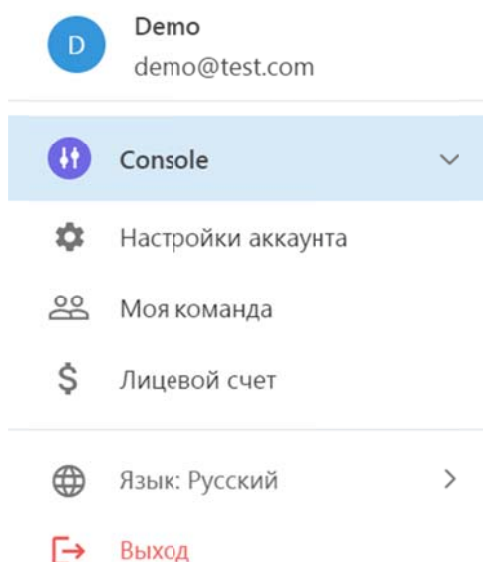 D
Demo
demo@test.com
Console
Настройки аккаунта
Моя команда
$
Лицевой счет
Язык: Русский
Выход